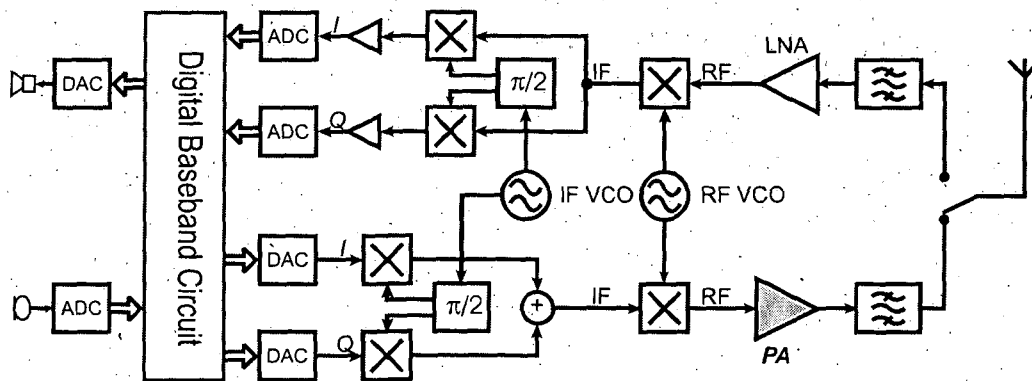 ADC
I
LNA
DAC
π/2
IF
RF
ADC
Q
Digital Baseband Circuit
IF VCO
RF VCO
DAC
I
ADC
π/2
+
IF
RF
DAC
Q
PA